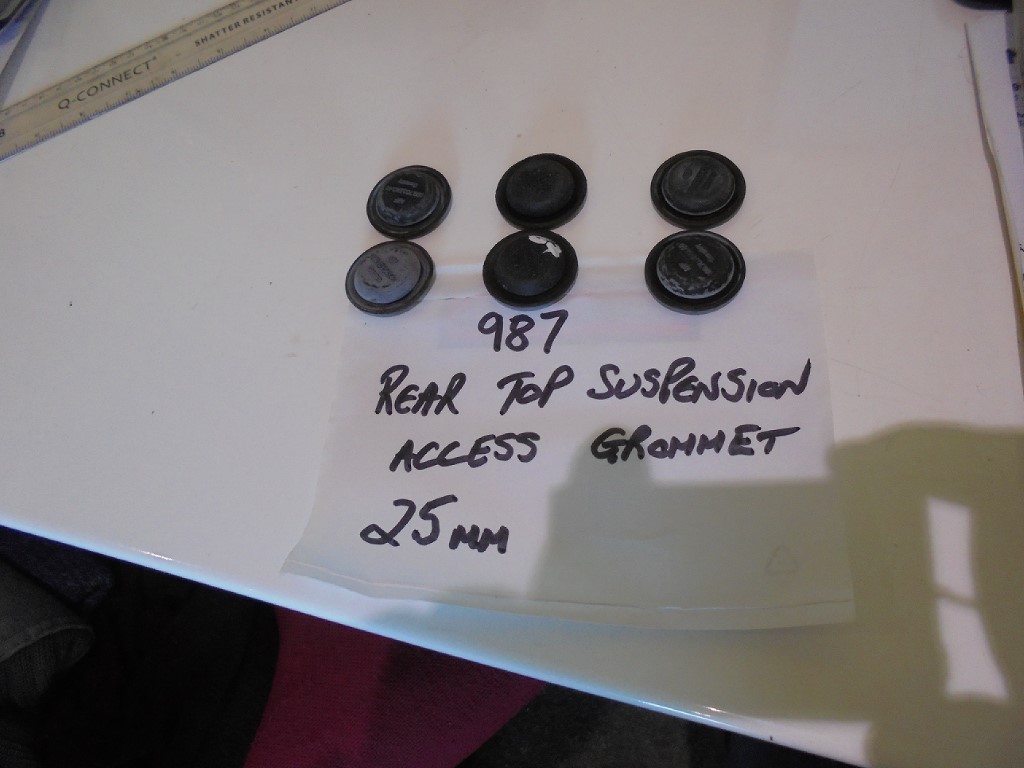 SHATTER RESISTANT
Q-CONNECT
987
REAR TOP SUSPENSION
ACCESS GROMMET
25mm